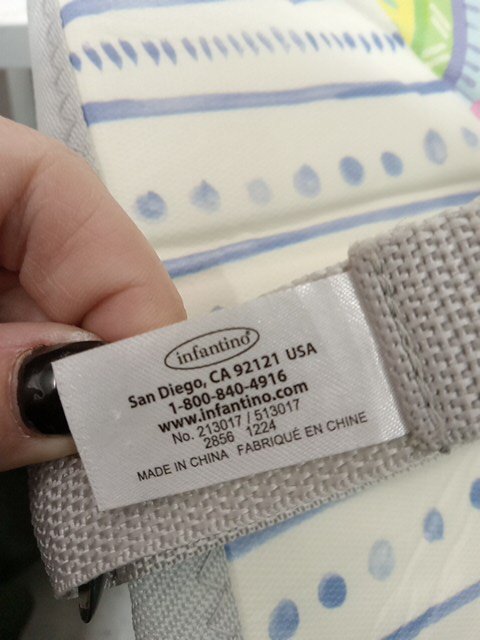 infantino®
San Diego, CA 92121 USA
1-800-840-4916
www.infantino.com
No. 213017 / 513017
2856 1224
MADE IN CHINA FABRIQUÉ EN CHINE